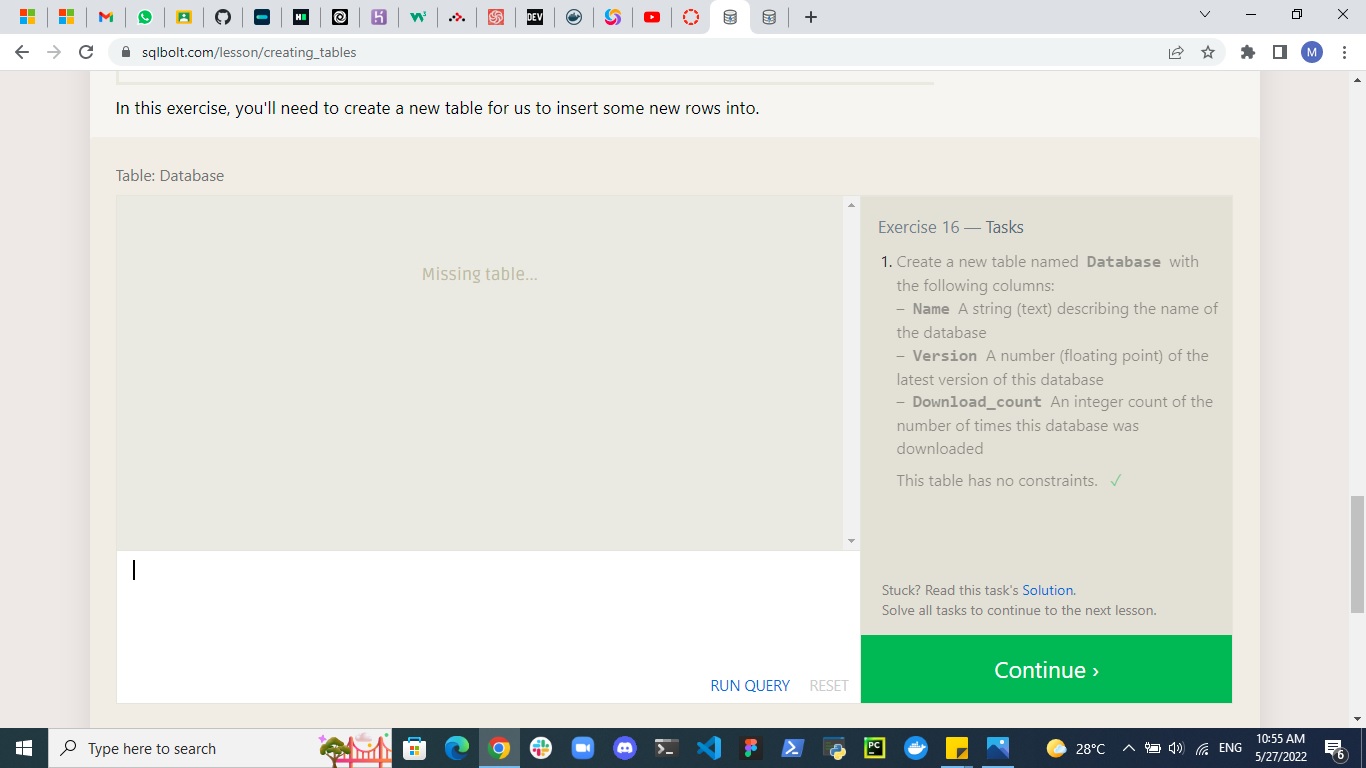 DEV
sqlbolt.com/lesson/creating_tables
M
In this exercise, you'll need to create a new table for us to insert some new rows into.
Table: Database
Missing table…
Exercise 16 — Tasks
1. Create a new table named Database with
the following columns:
– Name A string (text) describing the name of
the database
– Version A number (floating point) of the
latest version of this database
– Download_count An integer count of the
number of times this database was
downloaded
This table has no constraints. ✓
Stuck? Read this task's Solution.
Solve all tasks to continue to the next lesson.
RUN QUERY RESET
Continue ›
Type here to search
PC
28°C
ENG
10:55 AM
5/27/2022
6